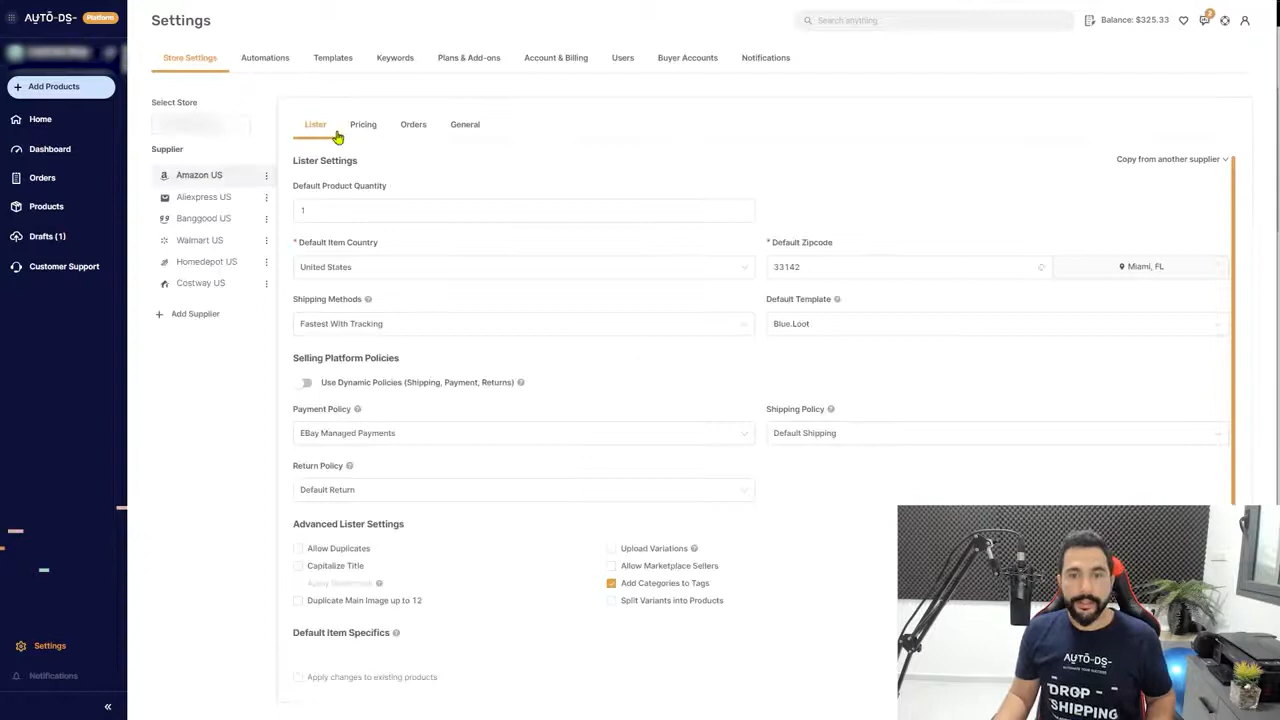 AUTO-DS- Platform
Settings
Search anything
Balance: $325.33
2
Store Settings Automations Templates Keywords Plans & Add-ons Account & Billing Users Buyer Accounts Notifications
Add Products
Home
Dashboard
Orders
Products
Drafts (1)
Customer Support
Settings
Notifications
«
Select Store
Supplier
Amazon US
Aliexpress US
Banggood US
Walmart US
Homedepot US
Costway US
+ Add Supplier
Lister Pricing Orders General
Lister Settings
Copy from another supplier
Default Product Quantity
1
* Default Item Country
* Default Zipcode
United States
33142
Miami, FL
Shipping Methods
Default Template
Fastest With Tracking
Blue.Loot
Selling Platform Policies
Use Dynamic Policies (Shipping, Payment, Returns)
Payment Policy
Shipping Policy
EBay Managed Payments
Default Shipping
Return Policy
Default Return
Advanced Lister Settings
Allow Duplicates
Upload Variations
Capitalize Title
Allow Marketplace Sellers
Add Categories to Tags
Duplicate Main Image up to 12
Split Variants into Products
Default Item Specifics
Apply changes to existing products
AUTO-DS-
AUTOMATE YOUR SUCCESS
DROP
SHIPPING